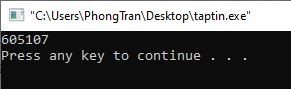 "C:\Users\PhongTran\Desktop\taptin.exe"
605107
Press any key to continue . . .